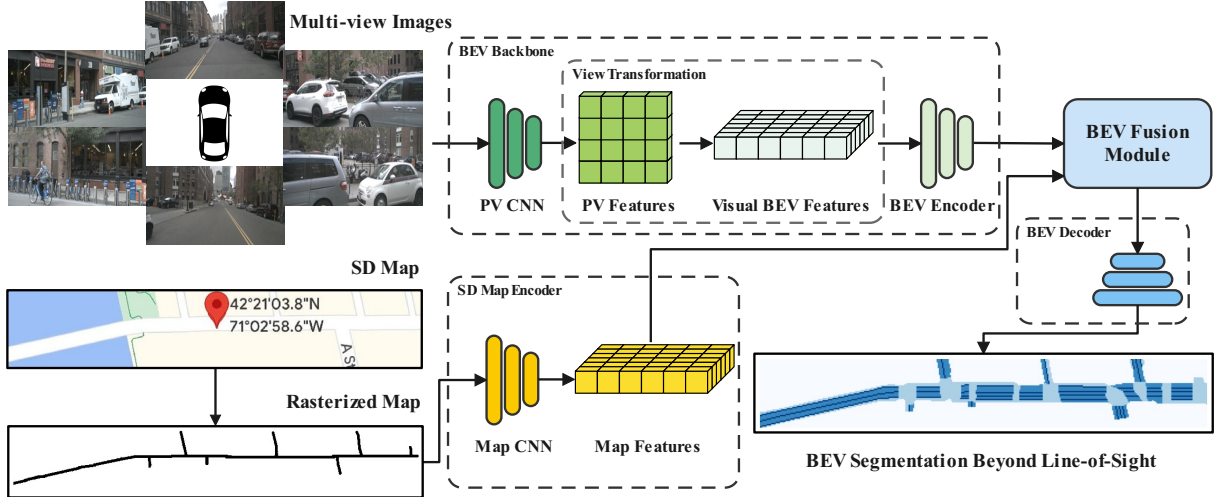 Multi-view Images
BEV Backbone
View Transformation
PV CNN
PV Features
Visual BEV Features
BEV Encoder
BEV Fusion
Module
BEV Decoder
SD Map
42°21'03.8"N
71°02'58.6"W
A St
SD Map Encoder
Rasterized Map
Map CNN
Map Features
BEV Segmentation Beyond Line-of-Sight